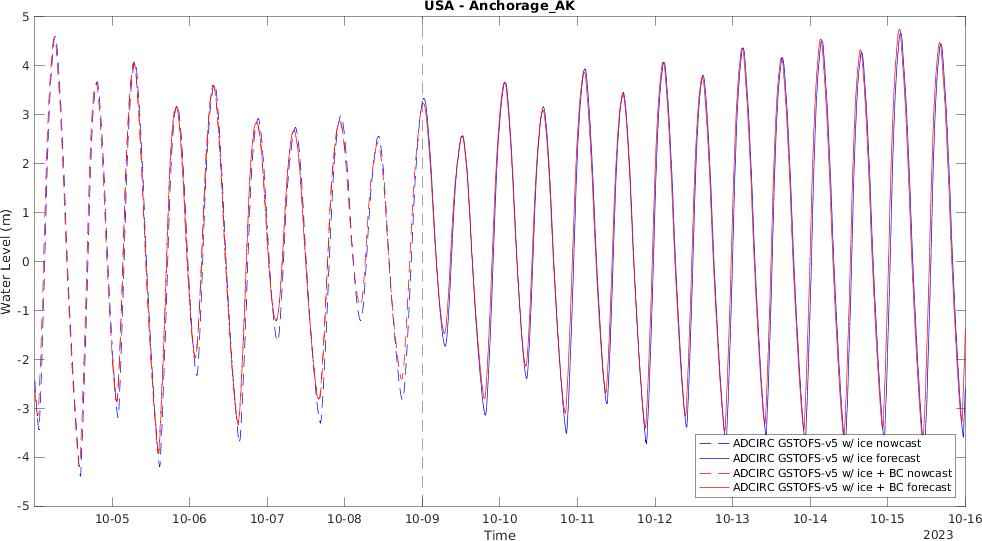 USA - Anchorage_AK
5
4
3
2
1
0
-1
-2
-3
-4
-5
Water Level (m)
ADCIRC GSTOFS-v5 w/ ice nowcast
ADCIRC GSTOFS-v5 w/ ice forecast
ADCIRC GSTOFS-v5 w/ ice + BC nowcast
ADCIRC GSTOFS-v5 w/ ice + BC forecast
10-05 10-06 10-07 10-08 10-09 10-10 10-11 10-12 10-13 10-14 10-15 10-16
Time
2023